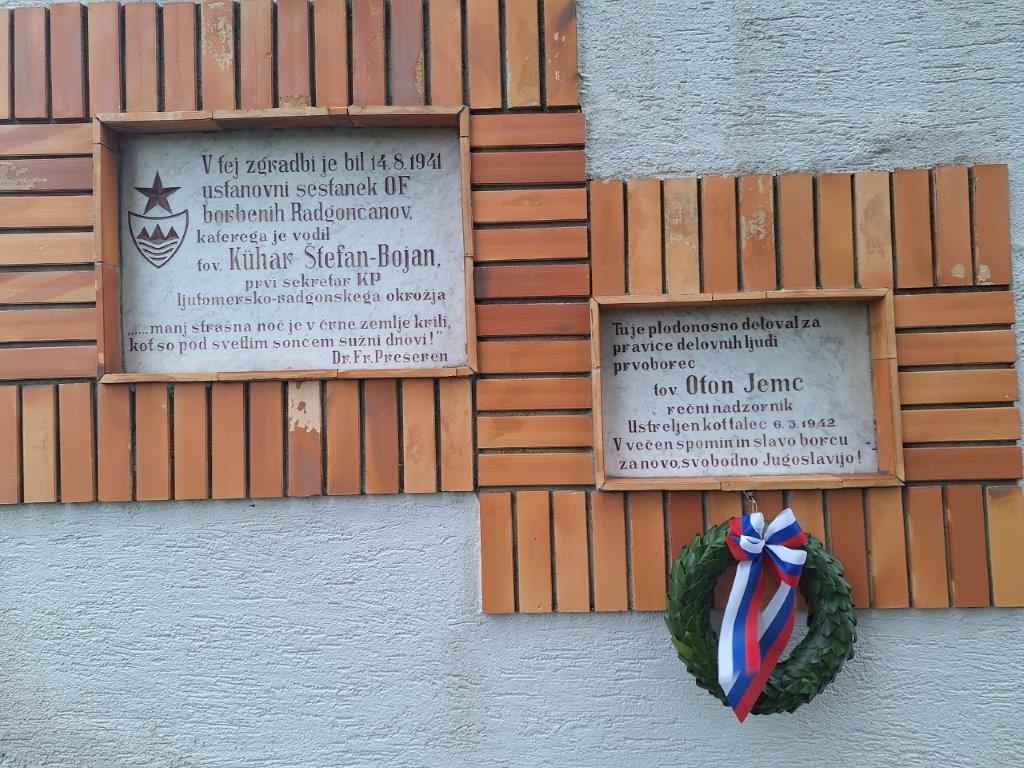 V tej zgradbi je bil 14.8.1941
ustanovni sestanek OF
borbenih Radgončanov,
katerega je vodil
tov. Kühar Štefan-Bojan,
prvi sekretar KP
ljutomersko-radgonskega okrožja
„.....manj strašna noč je v črne zemlje krili,
kot so pod svetlim soncem sužni dnovi!"
Dr. Fr. Prešeren
Tu je plodonosno deloval za
pravice delovnih ljudi
prvoborec
tov. Oton Jemc
rečni nadzornik
Ustreljen kot talec 6.3.1942.
V večen spomin in slavo borcu
za novo, svobodno Jugoslavijo!